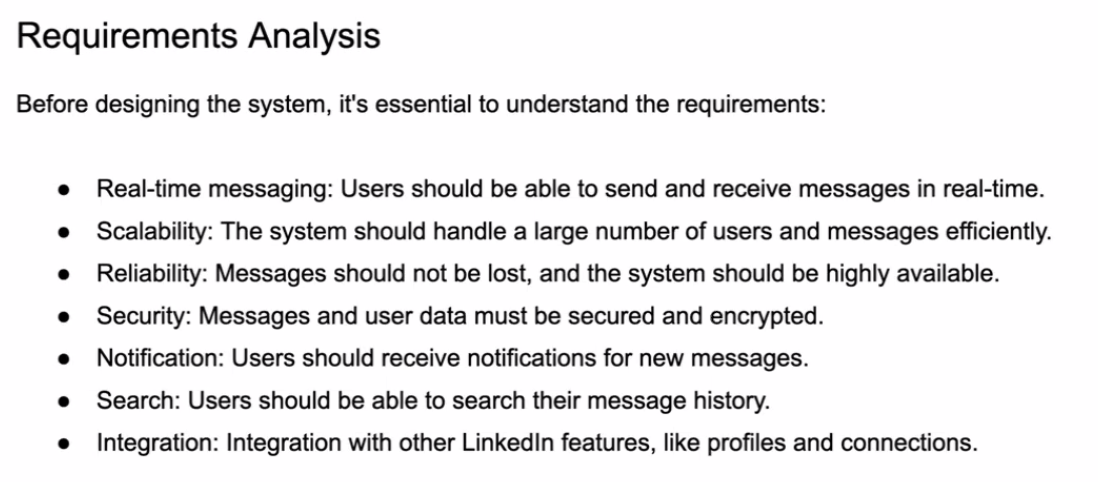 Requirements Analysis
Before designing the system, it's essential to understand the requirements:
● Real-time messaging: Users should be able to send and receive messages in real-time.
● Scalability: The system should handle a large number of users and messages efficiently.
● Reliability: Messages should not be lost, and the system should be highly available.
● Security: Messages and user data must be secured and encrypted.
● Notification: Users should receive notifications for new messages.
● Search: Users should be able to search their message history.
● Integration: Integration with other LinkedIn features, like profiles and connections.